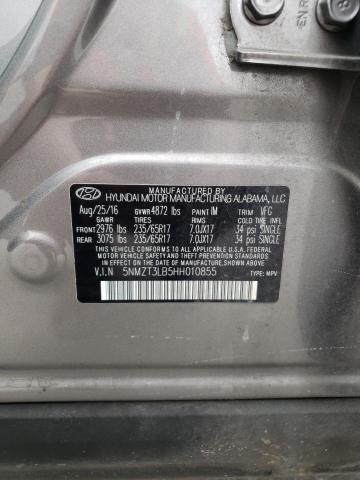 EN R
8
HYUNDAI MOTOR MANUFACTURING ALABAMA, LLC
Aug/25/16 GVWR 4872 lbs PAINT IM TRIM VFC
GAWR TIRES RIMS COLD TIRE INF.
FRONT 2976 lbs 235/65R17 7.0JX17 34 psi SINGLE
REAR 3075 lbs 235/65R17 7.0JX17 34 psi SINGLE
THIS VEHICLE CONFORMS TO ALL APPLICABLE FEDERAL
MOTOR VEHICLE SAFETY AND THEFT PREVENTION STANDARDS
IN EFFECT ON THE DATE OF MANUFACTURE SHOWN ABOVE.
V.I.N 5NMZT3LB5HH010855 TYPE: MPV